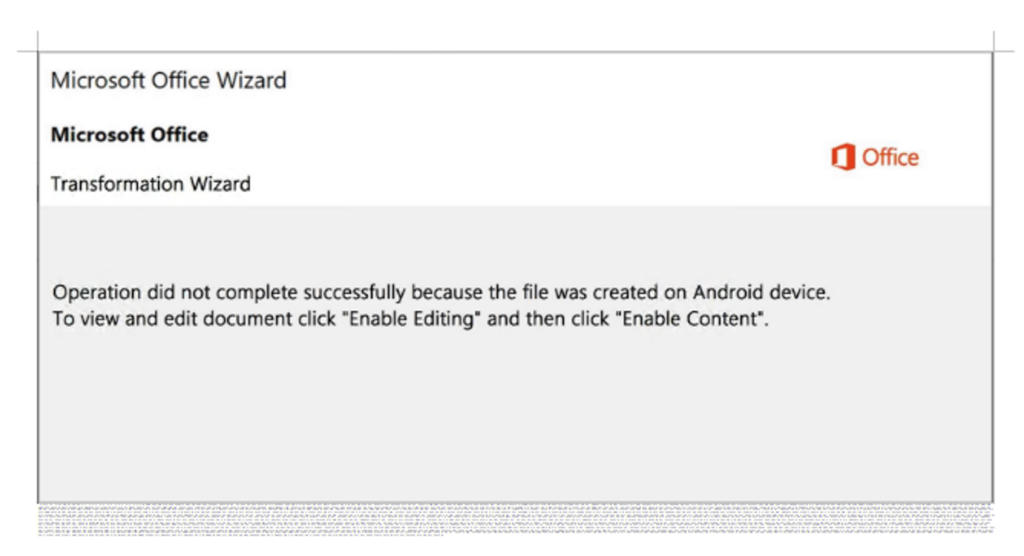 Microsoft Office Wizard
Microsoft Office
Office
Transformation Wizard
Operation did not complete successfully because the file was created on Android device.
To view and edit document click "Enable Editing" and then click "Enable Content".